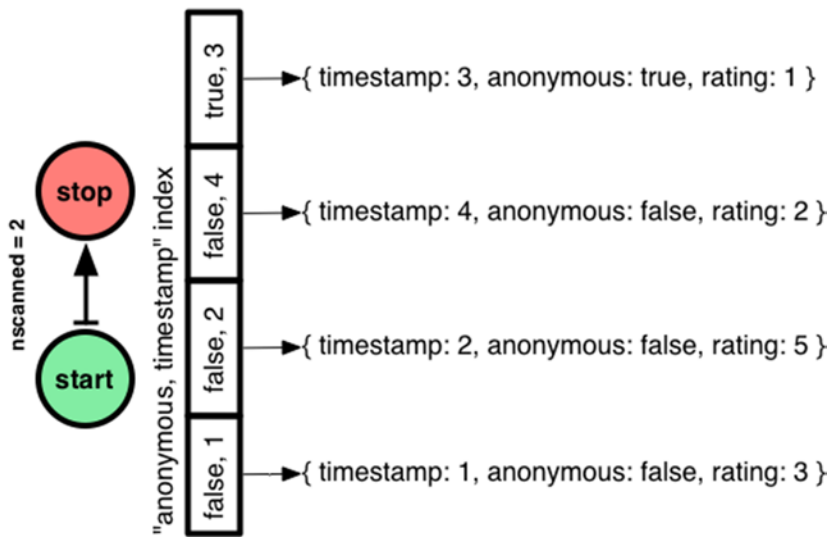 true, 3
{ timestamp: 3, anonymous: true, rating: 1 }
stop
false, 4
{ timestamp: 4, anonymous: false, rating: 2 }
nscanned = 2
"anonymous, timestamp" index
start
false, 2
{ timestamp: 2, anonymous: false, rating: 5 }
false, 1
{ timestamp: 1, anonymous: false, rating: 3 }